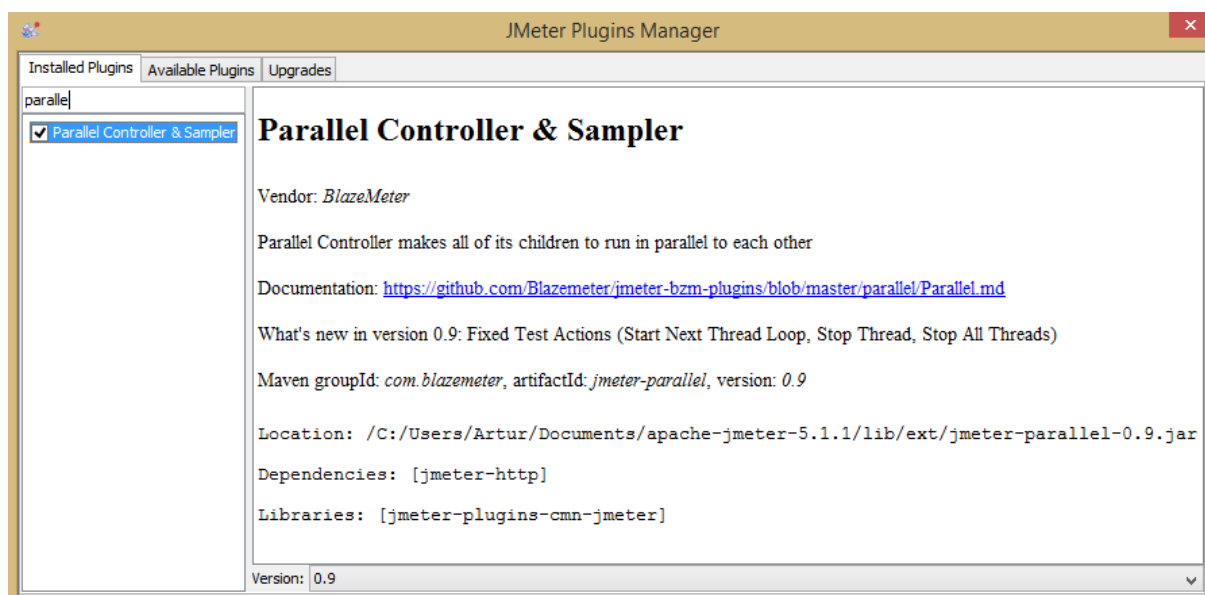 JMeter Plugins Manager
Installed Plugins Available Plugins Upgrades
paralle
Parallel Controller & Sampler
Parallel Controller & Sampler
Vendor: BlazeMeter
Parallel Controller makes all of its children to run in parallel to each other
Documentation: https://github.com/Blazemeter/jmeter-bzm-plugins/blob/master/parallel/Parallel.md
What's new in version 0.9: Fixed Test Actions (Start Next Thread Loop, Stop Thread, Stop All Threads)
Maven groupId: com.blazemeter, artifactId: jmeter-parallel, version: 0.9
Location: /C:/Users/Artur/Documents/apache-jmeter-5.1.1/lib/ext/jmeter-parallel-0.9.jar
Dependencies: [jmeter-http]
Libraries: [jmeter-plugins-cmn-jmeter]
Version: 0.9